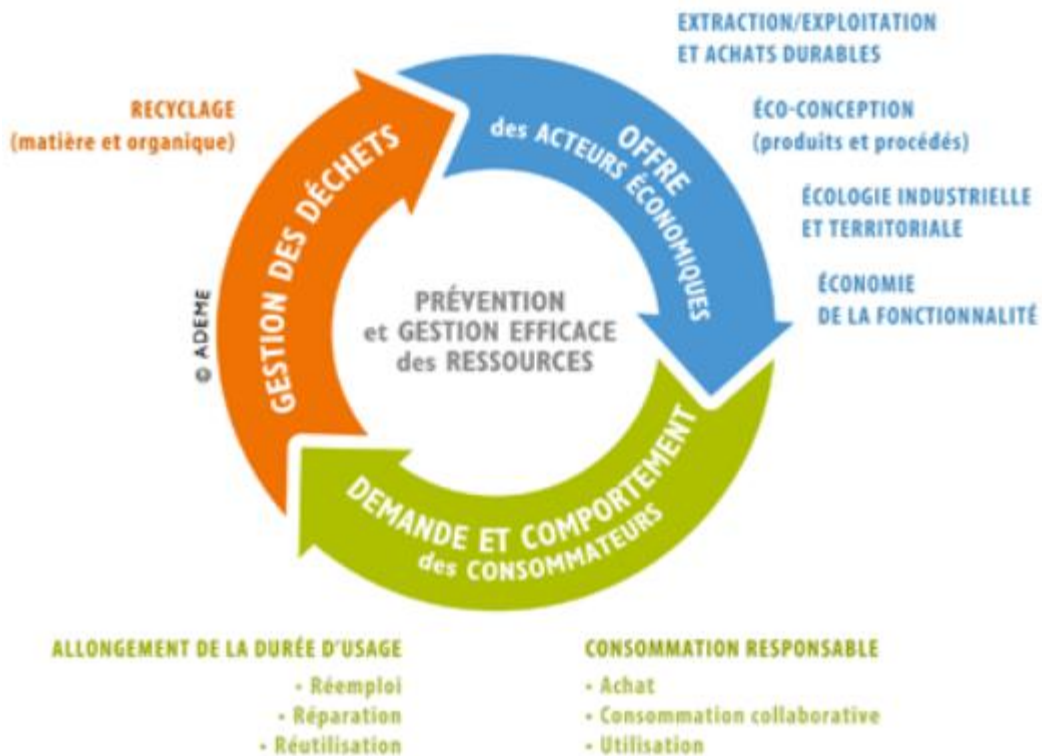 EXTRACTION/EXPLOITATION
ET ACHATS DURABLES
ÉCO-CONCEPTION
(produits et procédés)
ÉCOLOGIE INDUSTRIELLE
ET TERRITORIALE
ÉCONOMIE
DE LA FONCTIONNALITÉ
RECYCLAGE
(matière et organique)
OFFRE
des ACTEURS ÉCONOMIQUES
GESTION DES DÉCHETS
PRÉVENTION
et GESTION EFFICACE
des RESSOURCES
© ADEME
DEMANDE ET COMPORTEMENT
des CONSOMMATEURS
ALLONGEMENT DE LA DURÉE D'USAGE
• Réemploi
• Réparation
• Réutilisation
CONSOMMATION RESPONSABLE
• Achat
• Consommation collaborative
• Utilisation